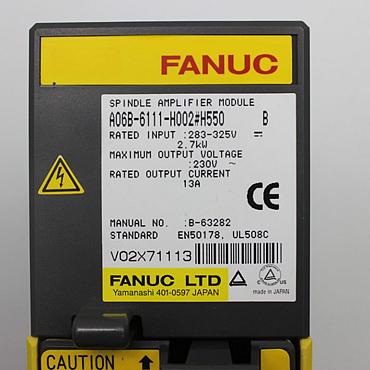 FANUC
SPINDLE AMPLIFIER MODULE
A06B-6111-H002#H550 B
RATED INPUT :283-325V
2.7kW
MAXIMUM OUTPUT VOLTAGE
:230V ~
RATED OUTPUT CURRENT
13A
CE
MANUAL NO. :B-63282
STANDARD EN50178, UL508C
V02X71113
FANUC LTD
Yamanashi 401-0597 JAPAN
made in JAPAN
CAUTION